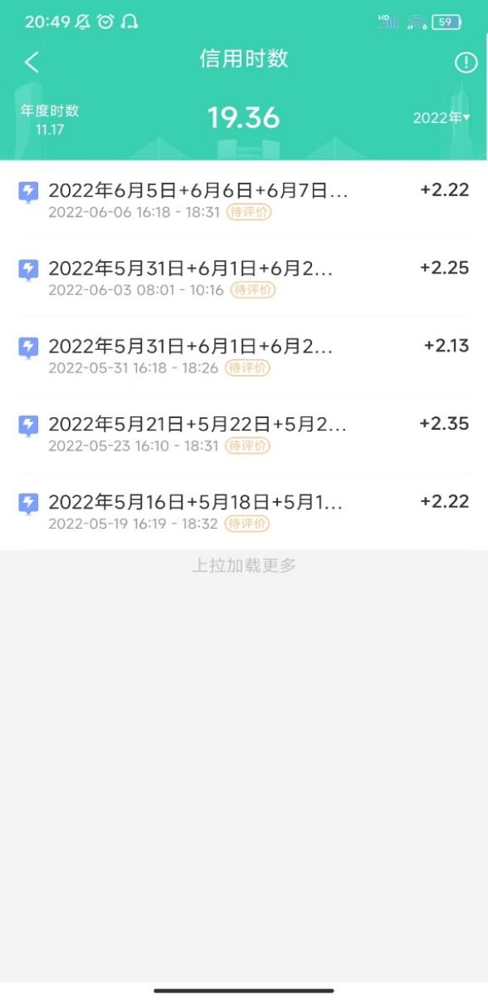 20:49
HD
6
59
信用时数
年度时数
11.17
19.36
2022年
2022年6月5日+6月6日+6月7日...
+2.22
2022-06-06 16:18 - 18:31 待评价
2022年5月31日+6月1日+6月2...
+2.25
2022-06-03 08:01 - 10:16 待评价
2022年5月31日+6月1日+6月2...
+2.13
2022-05-31 16:18 - 18:26 待评价
2022年5月21日+5月22日+5月2...
+2.35
2022-05-23 16:10 - 18:31 待评价
2022年5月16日+5月18日+5月1...
+2.22
2022-05-19 16:19 - 18:32 待评价
上拉加载更多